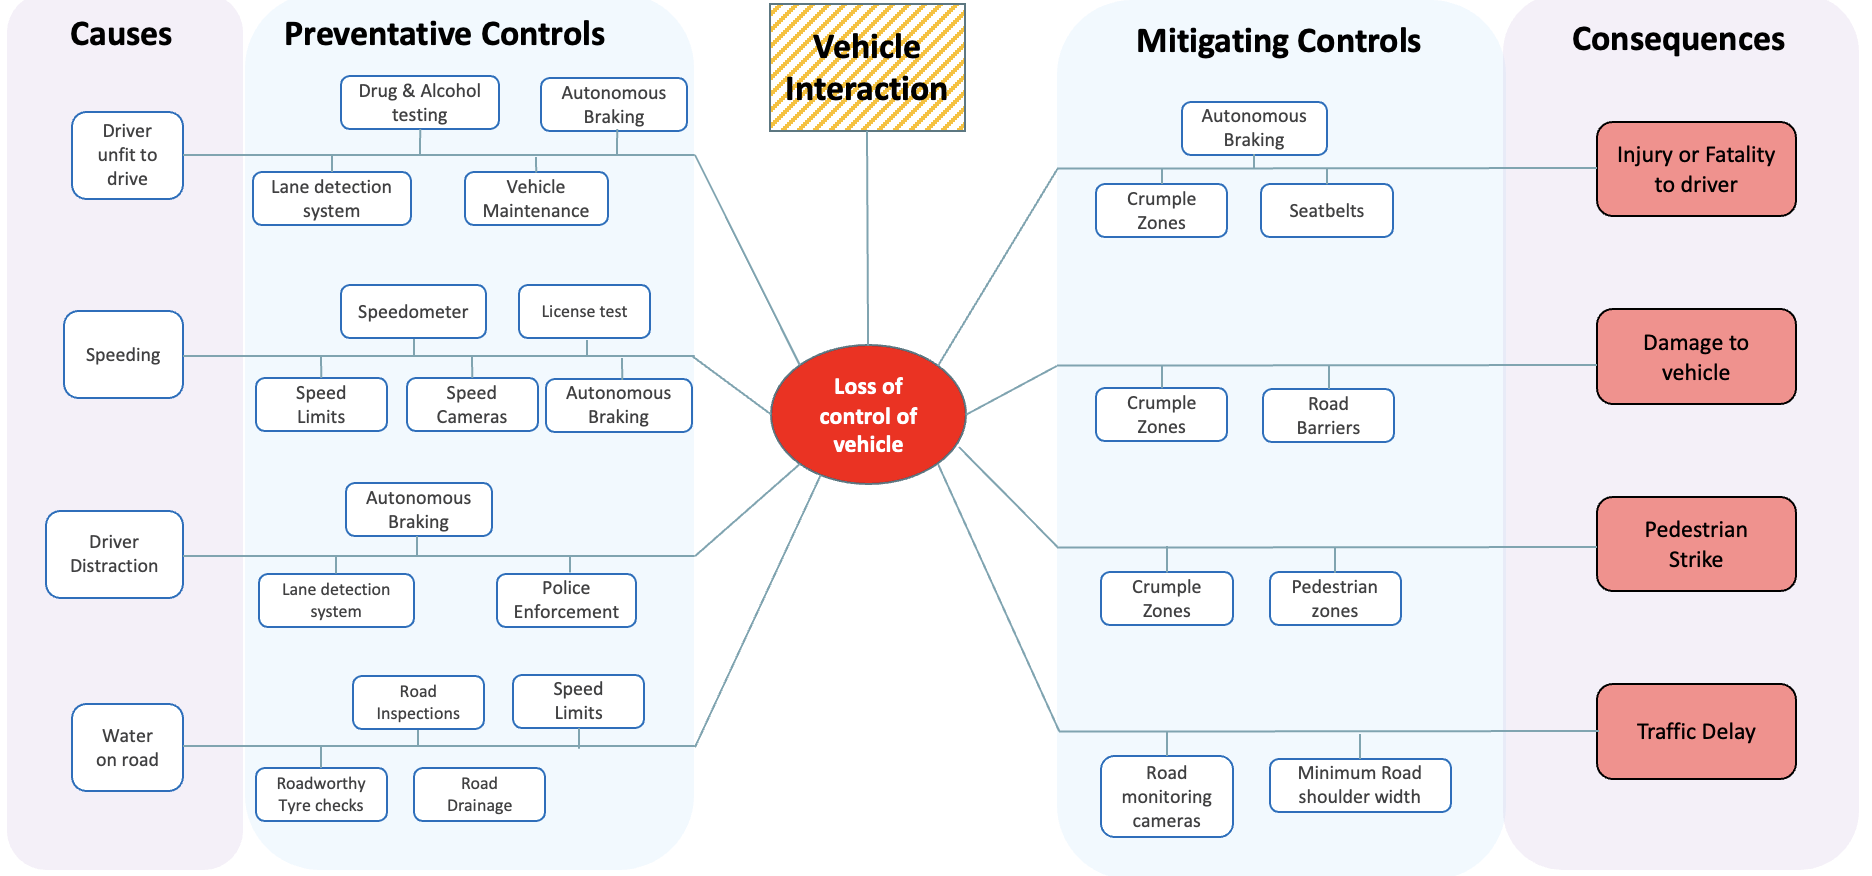 Causes
Preventative Controls
Vehicle
Interaction
Mitigating Controls
Consequences
Driver
unfit to
drive
Drug & Alcohol
testing
Autonomous
Braking
Lane detection
system
Vehicle
Maintenance
Speeding
Speedometer
License test
Speed
Limits
Speed
Cameras
Autonomous
Braking
Driver
Distraction
Autonomous
Braking
Lane detection
system
Police
Enforcement
Water
on road
Road
Inspections
Speed
Limits
Roadworthy
Tyre checks
Road
Drainage
Loss of
control of
vehicle
Autonomous
Braking
Crumple
Zones
Seatbelts
Injury or Fatality
to driver
Crumple
Zones
Road
Barriers
Damage to
vehicle
Crumple
Zones
Pedestrian
zones
Pedestrian
Strike
Road
monitoring
cameras
Minimum Road
shoulder width
Traffic Delay